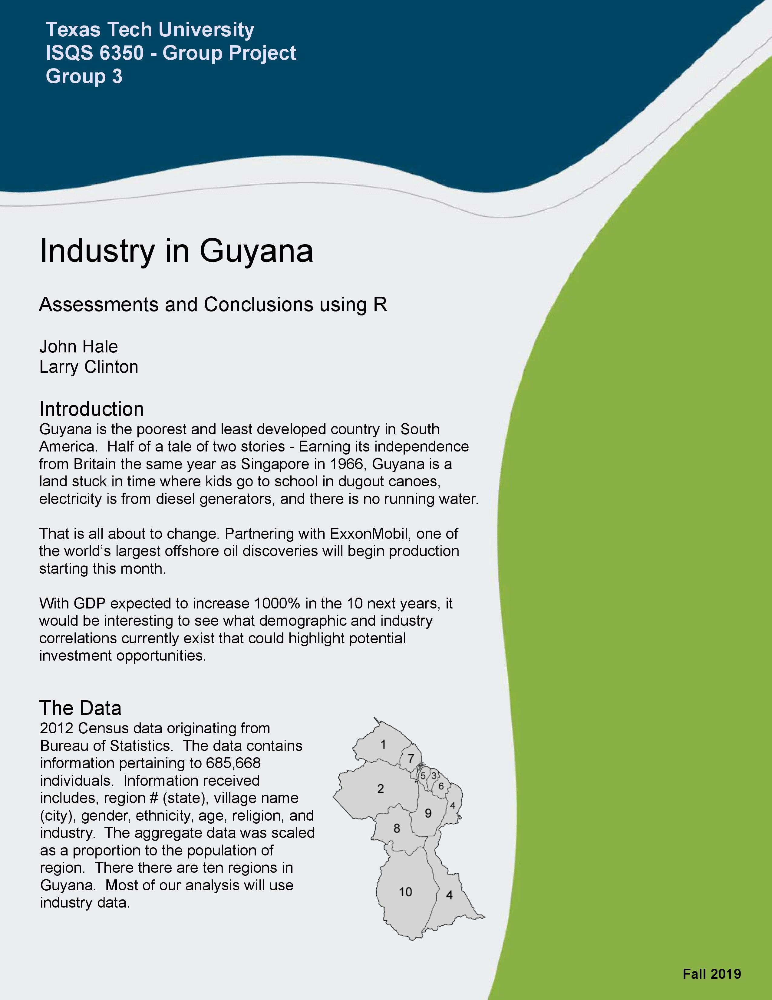 Texas Tech University
ISQS 6350 - Group Project
Group 3
Industry in Guyana
Assessments and Conclusions using R
John Hale
Larry Clinton
Introduction
Guyana is the poorest and least developed country in South
America.  Half of a tale of two stories - Earning its independence
from Britain the same year as Singapore in 1966, Guyana is a
land stuck in time where kids go to school in dugout canoes,
electricity is from diesel generators, and there is no running water.
That is all about to change. Partnering with ExxonMobil, one of
the world’s largest offshore oil discoveries will begin production
starting this month.
With GDP expected to increase 1000% in the 10 next years, it
would be interesting to see what demographic and industry
correlations currently exist that could highlight potential
investment opportunities.
The Data
2012 Census data originating from
Bureau of Statistics.  The data contains
information pertaining to 685,668
individuals.  Information received
includes, region # (state), village name
(city), gender, ethnicity, age, religion, and
industry.  The aggregate data was scaled
as a proportion to the population of
region.  There there are ten regions in
Guyana.  Most of our analysis will use
industry data.
1
7
5 3
6
2
4
9
8
10
4
Fall 2019